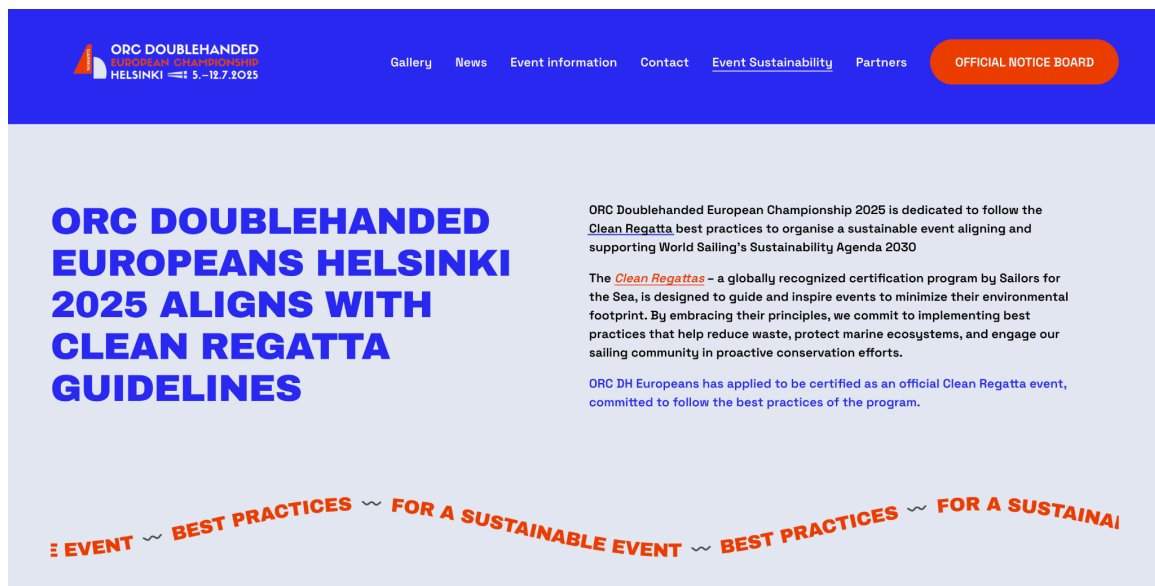 ORC DOUBLEHANDED
EUROPEAN CHAMPIONSHIP
HELSINKI 5.–12.7.2025
Gallery
News
Event information
Contact
Event Sustainability
Partners
OFFICIAL NOTICE BOARD
ORC DOUBLEHANDED
EUROPEANS HELSINKI
2025 ALIGNS WITH
CLEAN REGATTA
GUIDELINES
ORC Doublehanded European Championship 2025 is dedicated to follow the
Clean Regatta best practices to organise a sustainable event aligning and
supporting World Sailing's Sustainability Agenda 2030
The Clean Regattas – a globally recognized certification program by Sailors for
the Sea, is designed to guide and inspire events to minimize their environmental
footprint. By embracing their principles, we commit to implementing best
practices that help reduce waste, protect marine ecosystems, and engage our
sailing community in proactive conservation efforts.
ORC DH Europeans has applied to be certified as an official Clean Regatta event,
committed to follow the best practices of the program.
E EVENT 〰 BEST PRACTICES 〰 FOR A SUSTAINABLE EVENT 〰 BEST PRACTICES 〰 FOR A SUSTAINA